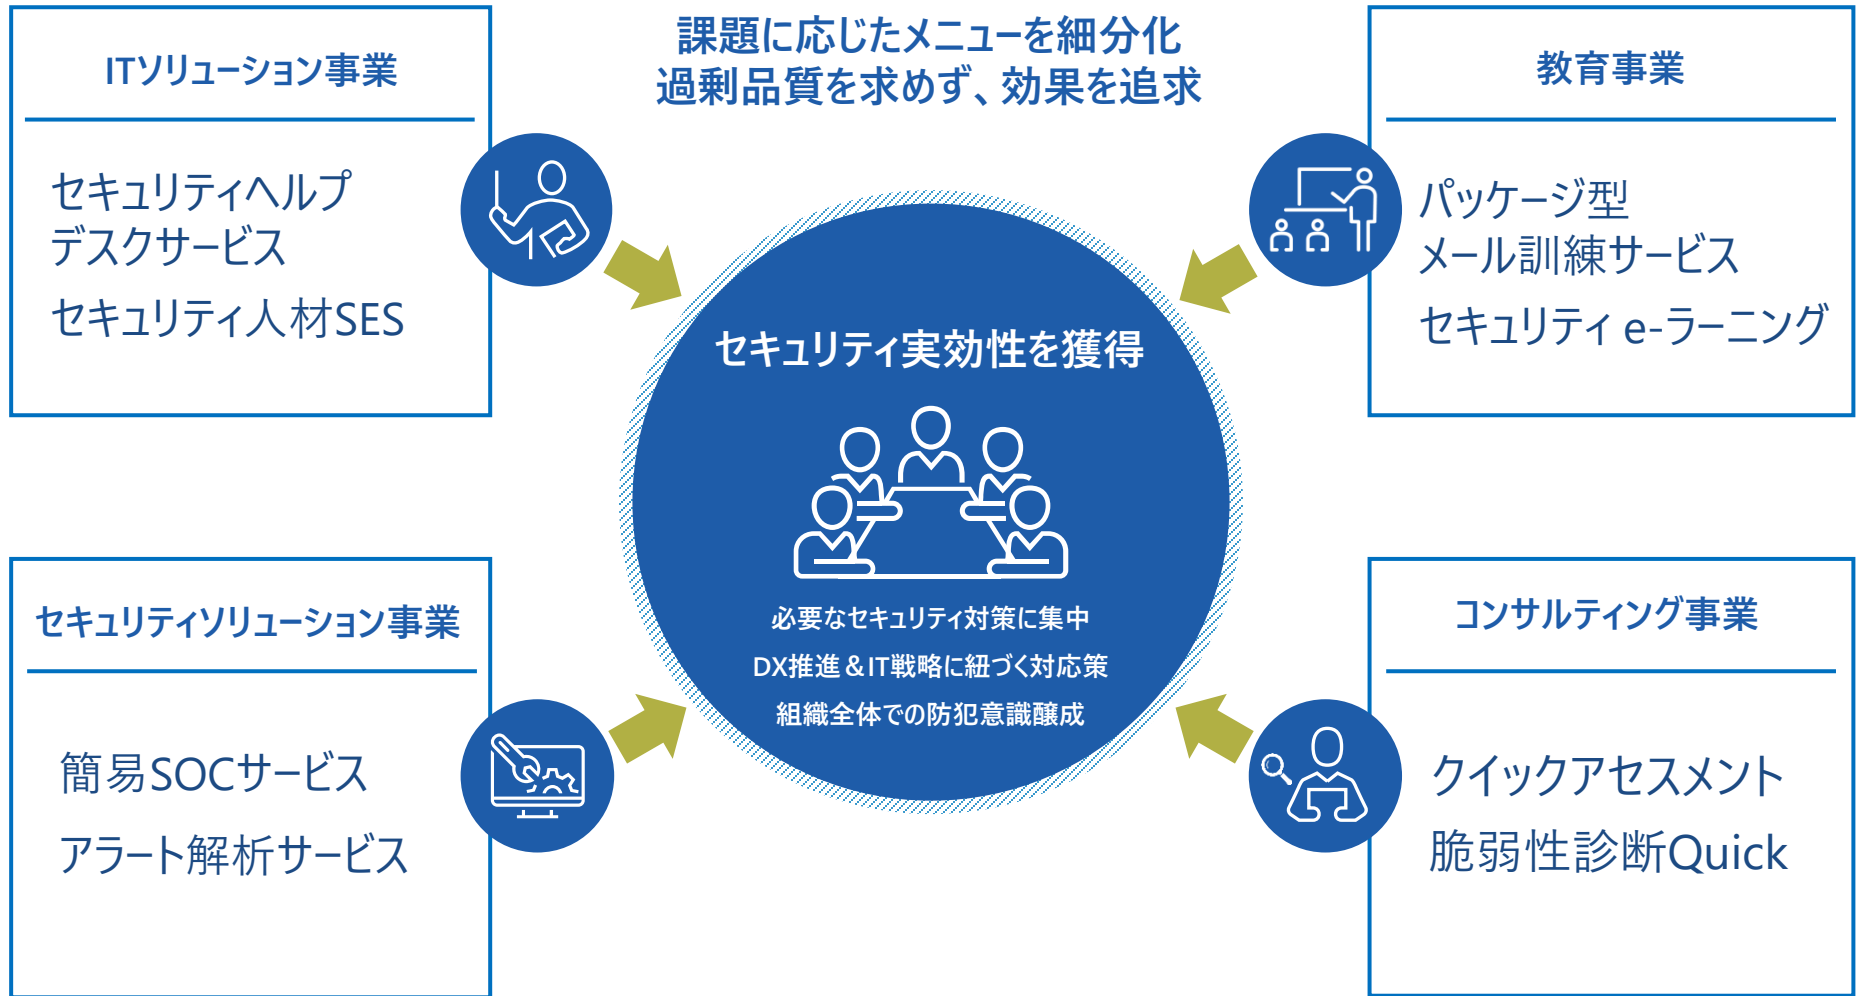 課題に応じたメニューを細分化
過剰品質を求めず、効果を追求
ITソリューション事業
セキュリティヘルプ
デスクサービス
セキュリティ人材SES
教育事業
パッケージ型
メール訓練サービス
セキュリティ e-ラーニング
セキュリティ実効性を獲得
必要なセキュリティ対策に集中
DX推進＆IT戦略に紐づく対応策
組織全体での防犯意識醸成
セキュリティソリューション事業
簡易SOCサービス
アラート解析サービス
コンサルティング事業
クイックアセスメント
脆弱性診断Quick